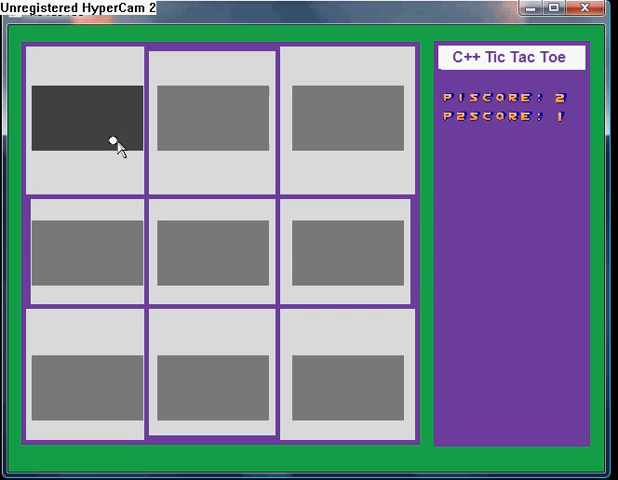 Unregistered HyperCam 2
C++ Tic Tac Toe
P1SCORE: 2
P2SCORE: 1